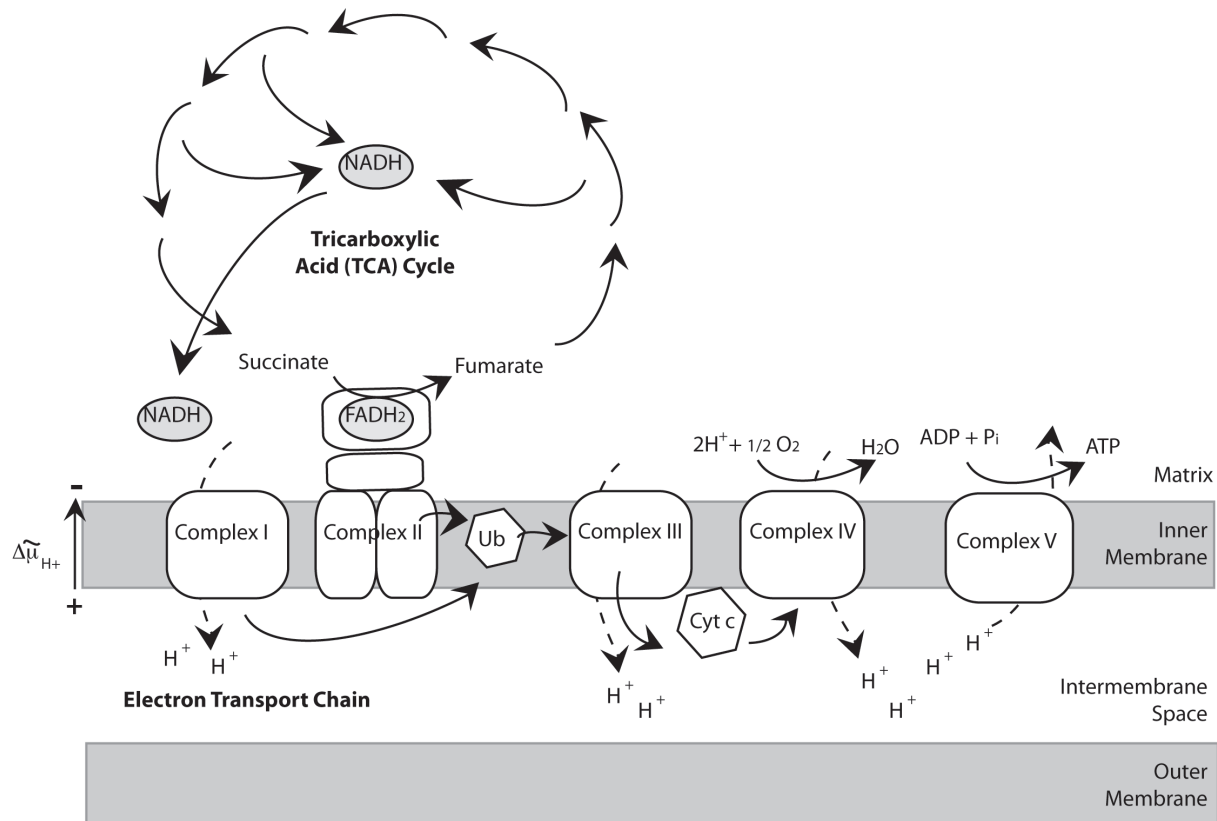 NADH
Tricarboxylic
Acid (TCA) Cycle
Succinate
Fumarate
NADH
FADH₂
2H⁺ + 1/2 O₂
H₂O
ADP + Pᵢ
ATP
Matrix
-
Complex I
Complex II
Ub
Complex III
Complex IV
Complex V
Inner
Membrane
Δμ̃H+
+
Cyt c
H⁺
H⁺
H⁺
H⁺
H⁺
H⁺
H⁺
H⁺
Electron Transport Chain
Intermembrane
Space
Outer
Membrane